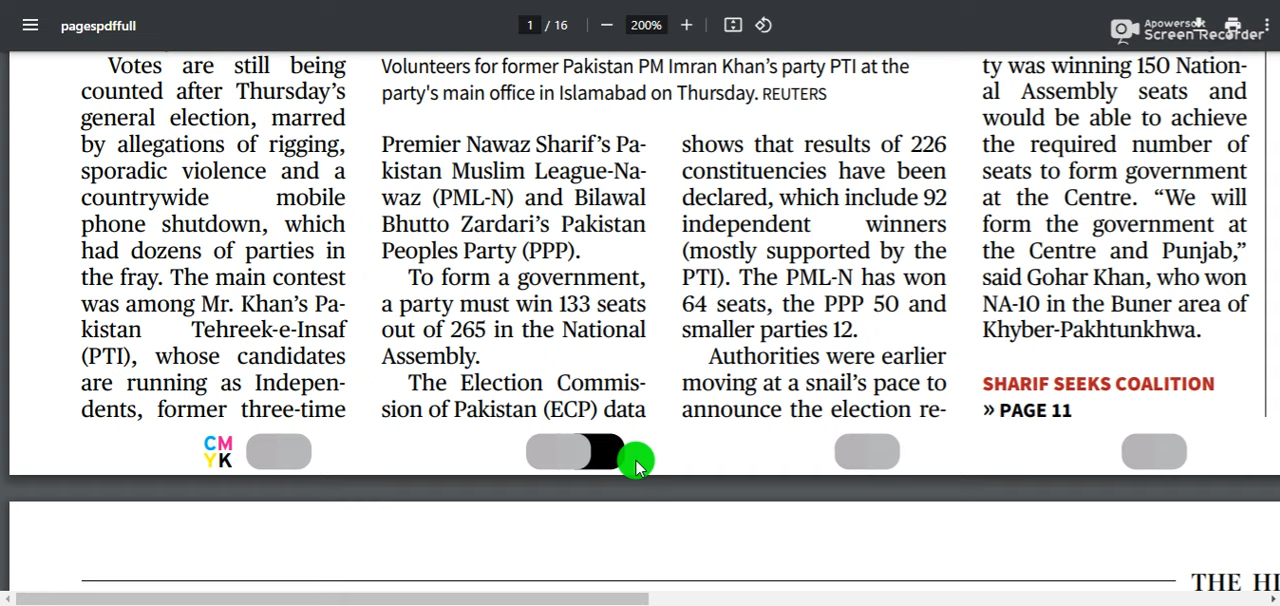 pagespdffull
1 / 16
200%
Apowersoft
Screen Recorder
Votes are still being
counted after Thursday’s
general election, marred
by allegations of rigging,
sporadic violence and a
countrywide mobile
phone shutdown, which
had dozens of parties in
the fray. The main contest
was among Mr. Khan’s Pa-
kistan Tehreek-e-Insaf
(PTI), whose candidates
are running as Indepen-
dents, former three-time
Volunteers for former Pakistan PM Imran Khan’s party PTI at the
party's main office in Islamabad on Thursday. REUTERS
Premier Nawaz Sharif’s Pa-
kistan Muslim League-Na-
waz (PML-N) and Bilawal
Bhutto Zardari’s Pakistan
Peoples Party (PPP).
To form a government,
a party must win 133 seats
out of 265 in the National
Assembly.
The Election Commis-
sion of Pakistan (ECP) data
shows that results of 226
constituencies have been
declared, which include 92
independent winners
(mostly supported by the
PTI). The PML-N has won
64 seats, the PPP 50 and
smaller parties 12.
Authorities were earlier
moving at a snail’s pace to
announce the election re-
ty was winning 150 Nation-
al Assembly seats and
would be able to achieve
the required number of
seats to form government
at the Centre. “We will
form the government at
the Centre and Punjab,”
said Gohar Khan, who won
NA-10 in the Buner area of
Khyber-Pakhtunkhwa.
SHARIF SEEKS COALITION
» PAGE 11
CM
YK
THE HI